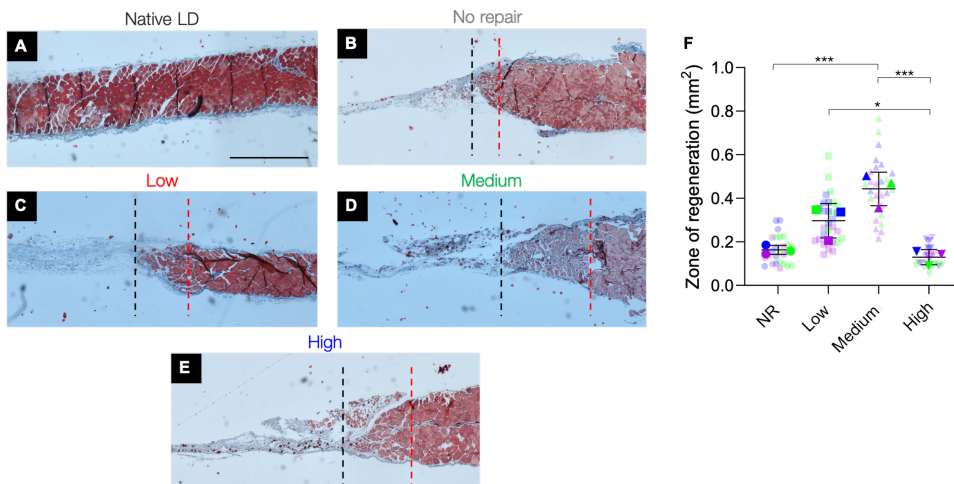 Native LD
A
No repair
B
Low
C
Medium
D
High
E
F
***
***
*
Zone of regeneration (mm²)
1.0
0.8
0.6
0.4
0.2
0.0
NR
Low
Medium
High